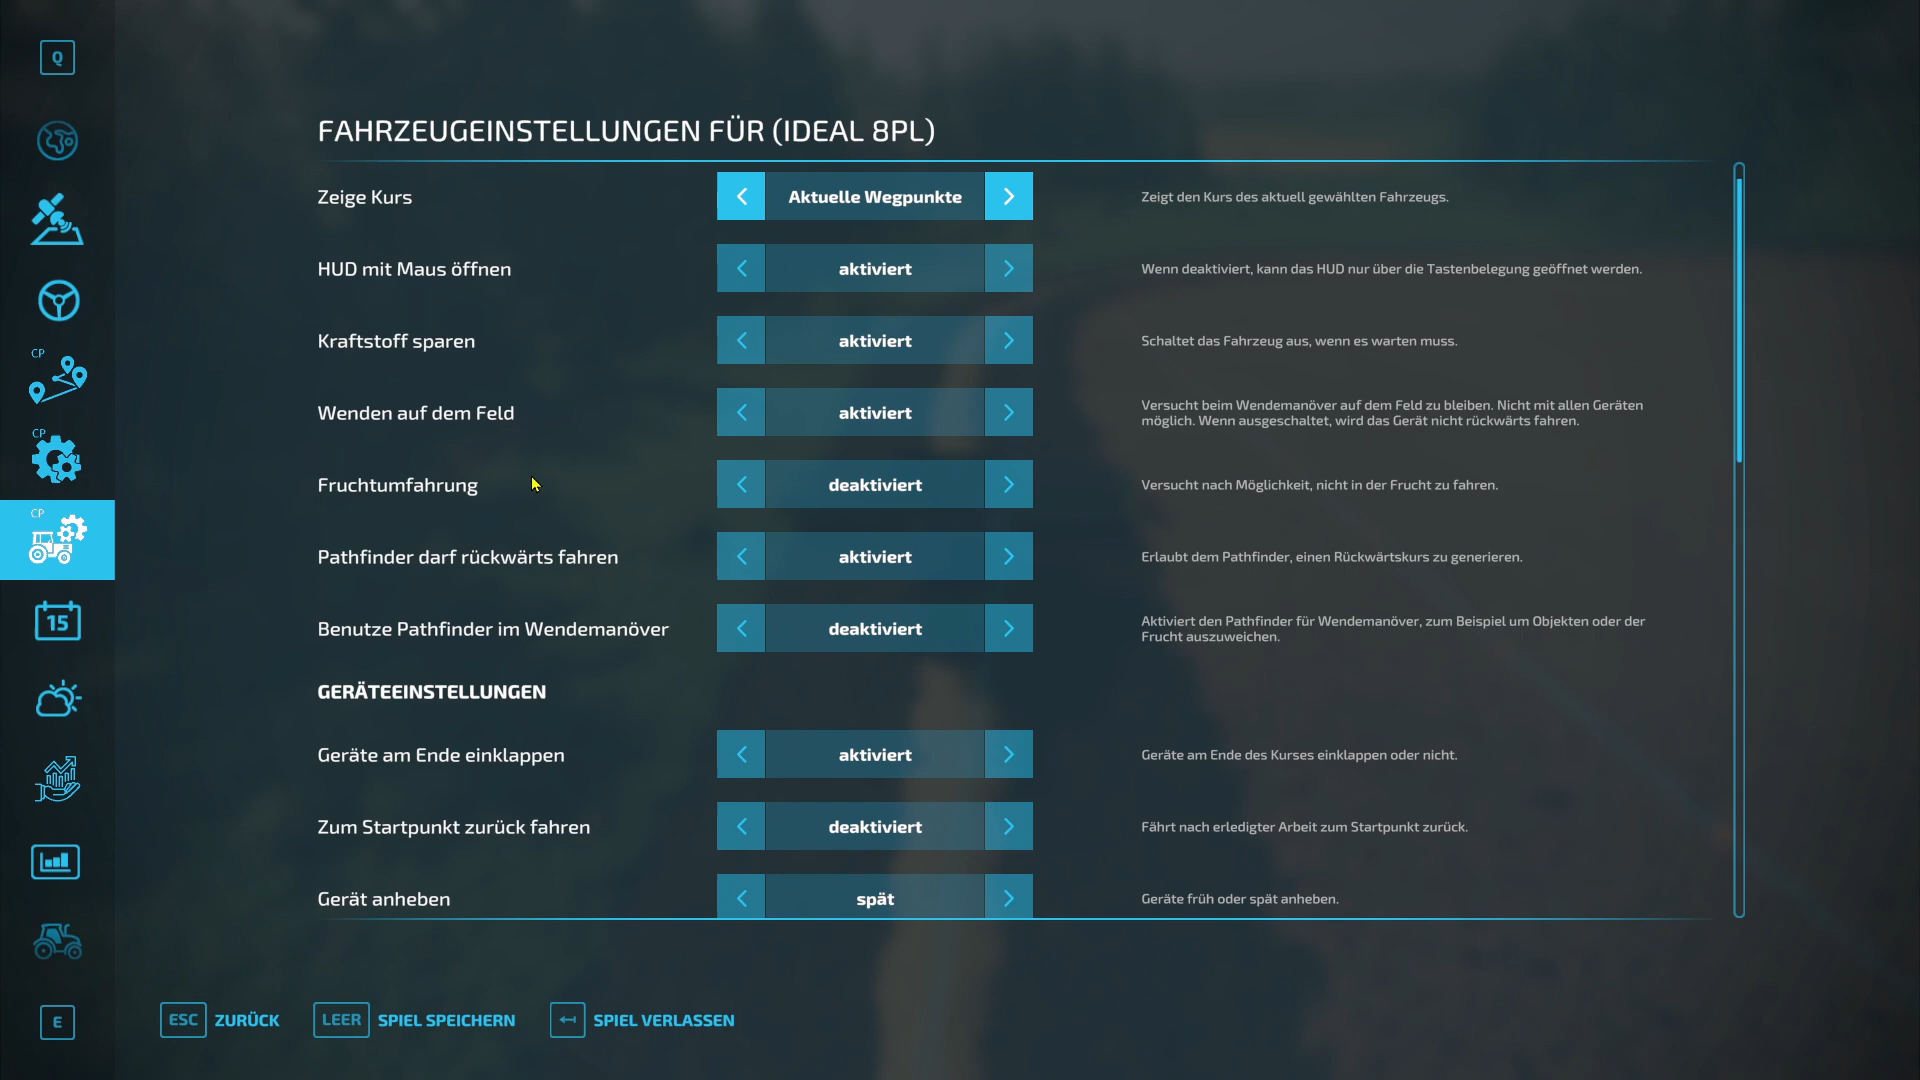 Q
CP
CP
CP
15
E
FAHRZEUGEINSTELLUNGEN FÜR (IDEAL 8PL)
Zeige Kurs Aktuelle Wegpunkte Zeigt den Kurs des aktuell gewählten Fahrzeugs.
HUD mit Maus öffnen aktiviert Wenn deaktiviert, kann das HUD nur über die Tastenbelegung geöffnet werden.
Kraftstoff sparen aktiviert Schaltet das Fahrzeug aus, wenn es warten muss.
Wenden auf dem Feld aktiviert Versucht beim Wendemanöver auf dem Feld zu bleiben. Nicht mit allen Geräten
möglich. Wenn ausgeschaltet, wird das Gerät nicht rückwärts fahren.
Fruchtumfahrung deaktiviert Versucht nach Möglichkeit, nicht in der Frucht zu fahren.
Pathfinder darf rückwärts fahren aktiviert Erlaubt dem Pathfinder, einen Rückwärtskurs zu generieren.
Benutze Pathfinder im Wendemanöver deaktiviert Aktiviert den Pathfinder für Wendemanöver, zum Beispiel um Objekten oder der
Frucht auszuweichen.
GERÄTEEINSTELLUNGEN
Geräte am Ende einklappen aktiviert Geräte am Ende des Kurses einklappen oder nicht.
Zum Startpunkt zurück fahren deaktiviert Fährt nach erledigter Arbeit zum Startpunkt zurück.
Gerät anheben spät Geräte früh oder spät anheben.
ESC ZURÜCK LEER SPIEL SPEICHERN SPIEL VERLASSEN